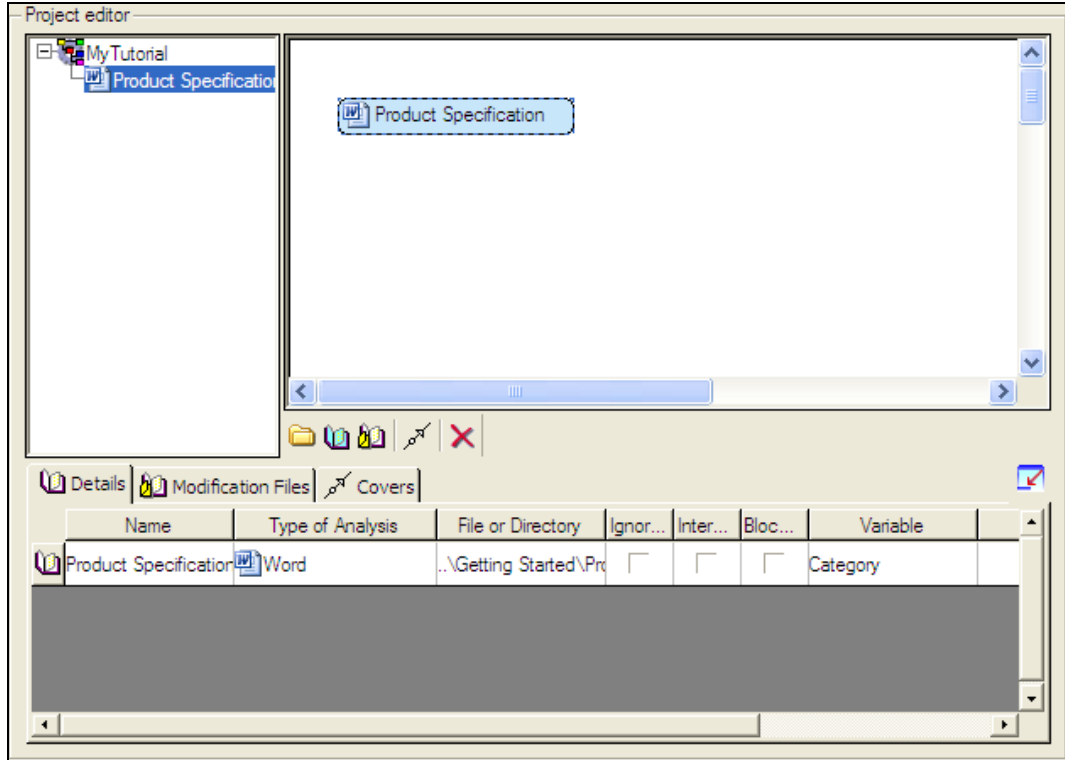 Project editor
MyTutorial
Product Specification
Product Specification
Details Modification Files Covers
Name Type of Analysis File or Directory Ignor... Inter... Bloc... Variable
Product Specification Word ..\Getting Started\Pro Category